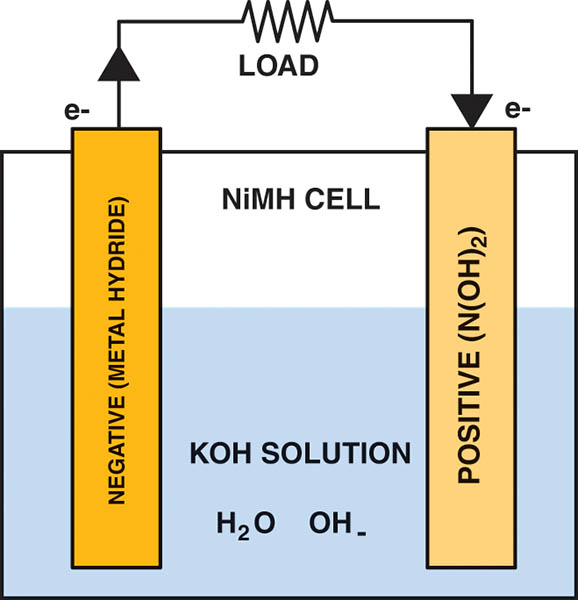 LOAD
e-
e-
NiMH CELL
NEGATIVE (METAL HYDRIDE)
POSITIVE (N(OH)₂)
KOH SOLUTION
H₂O OH₋